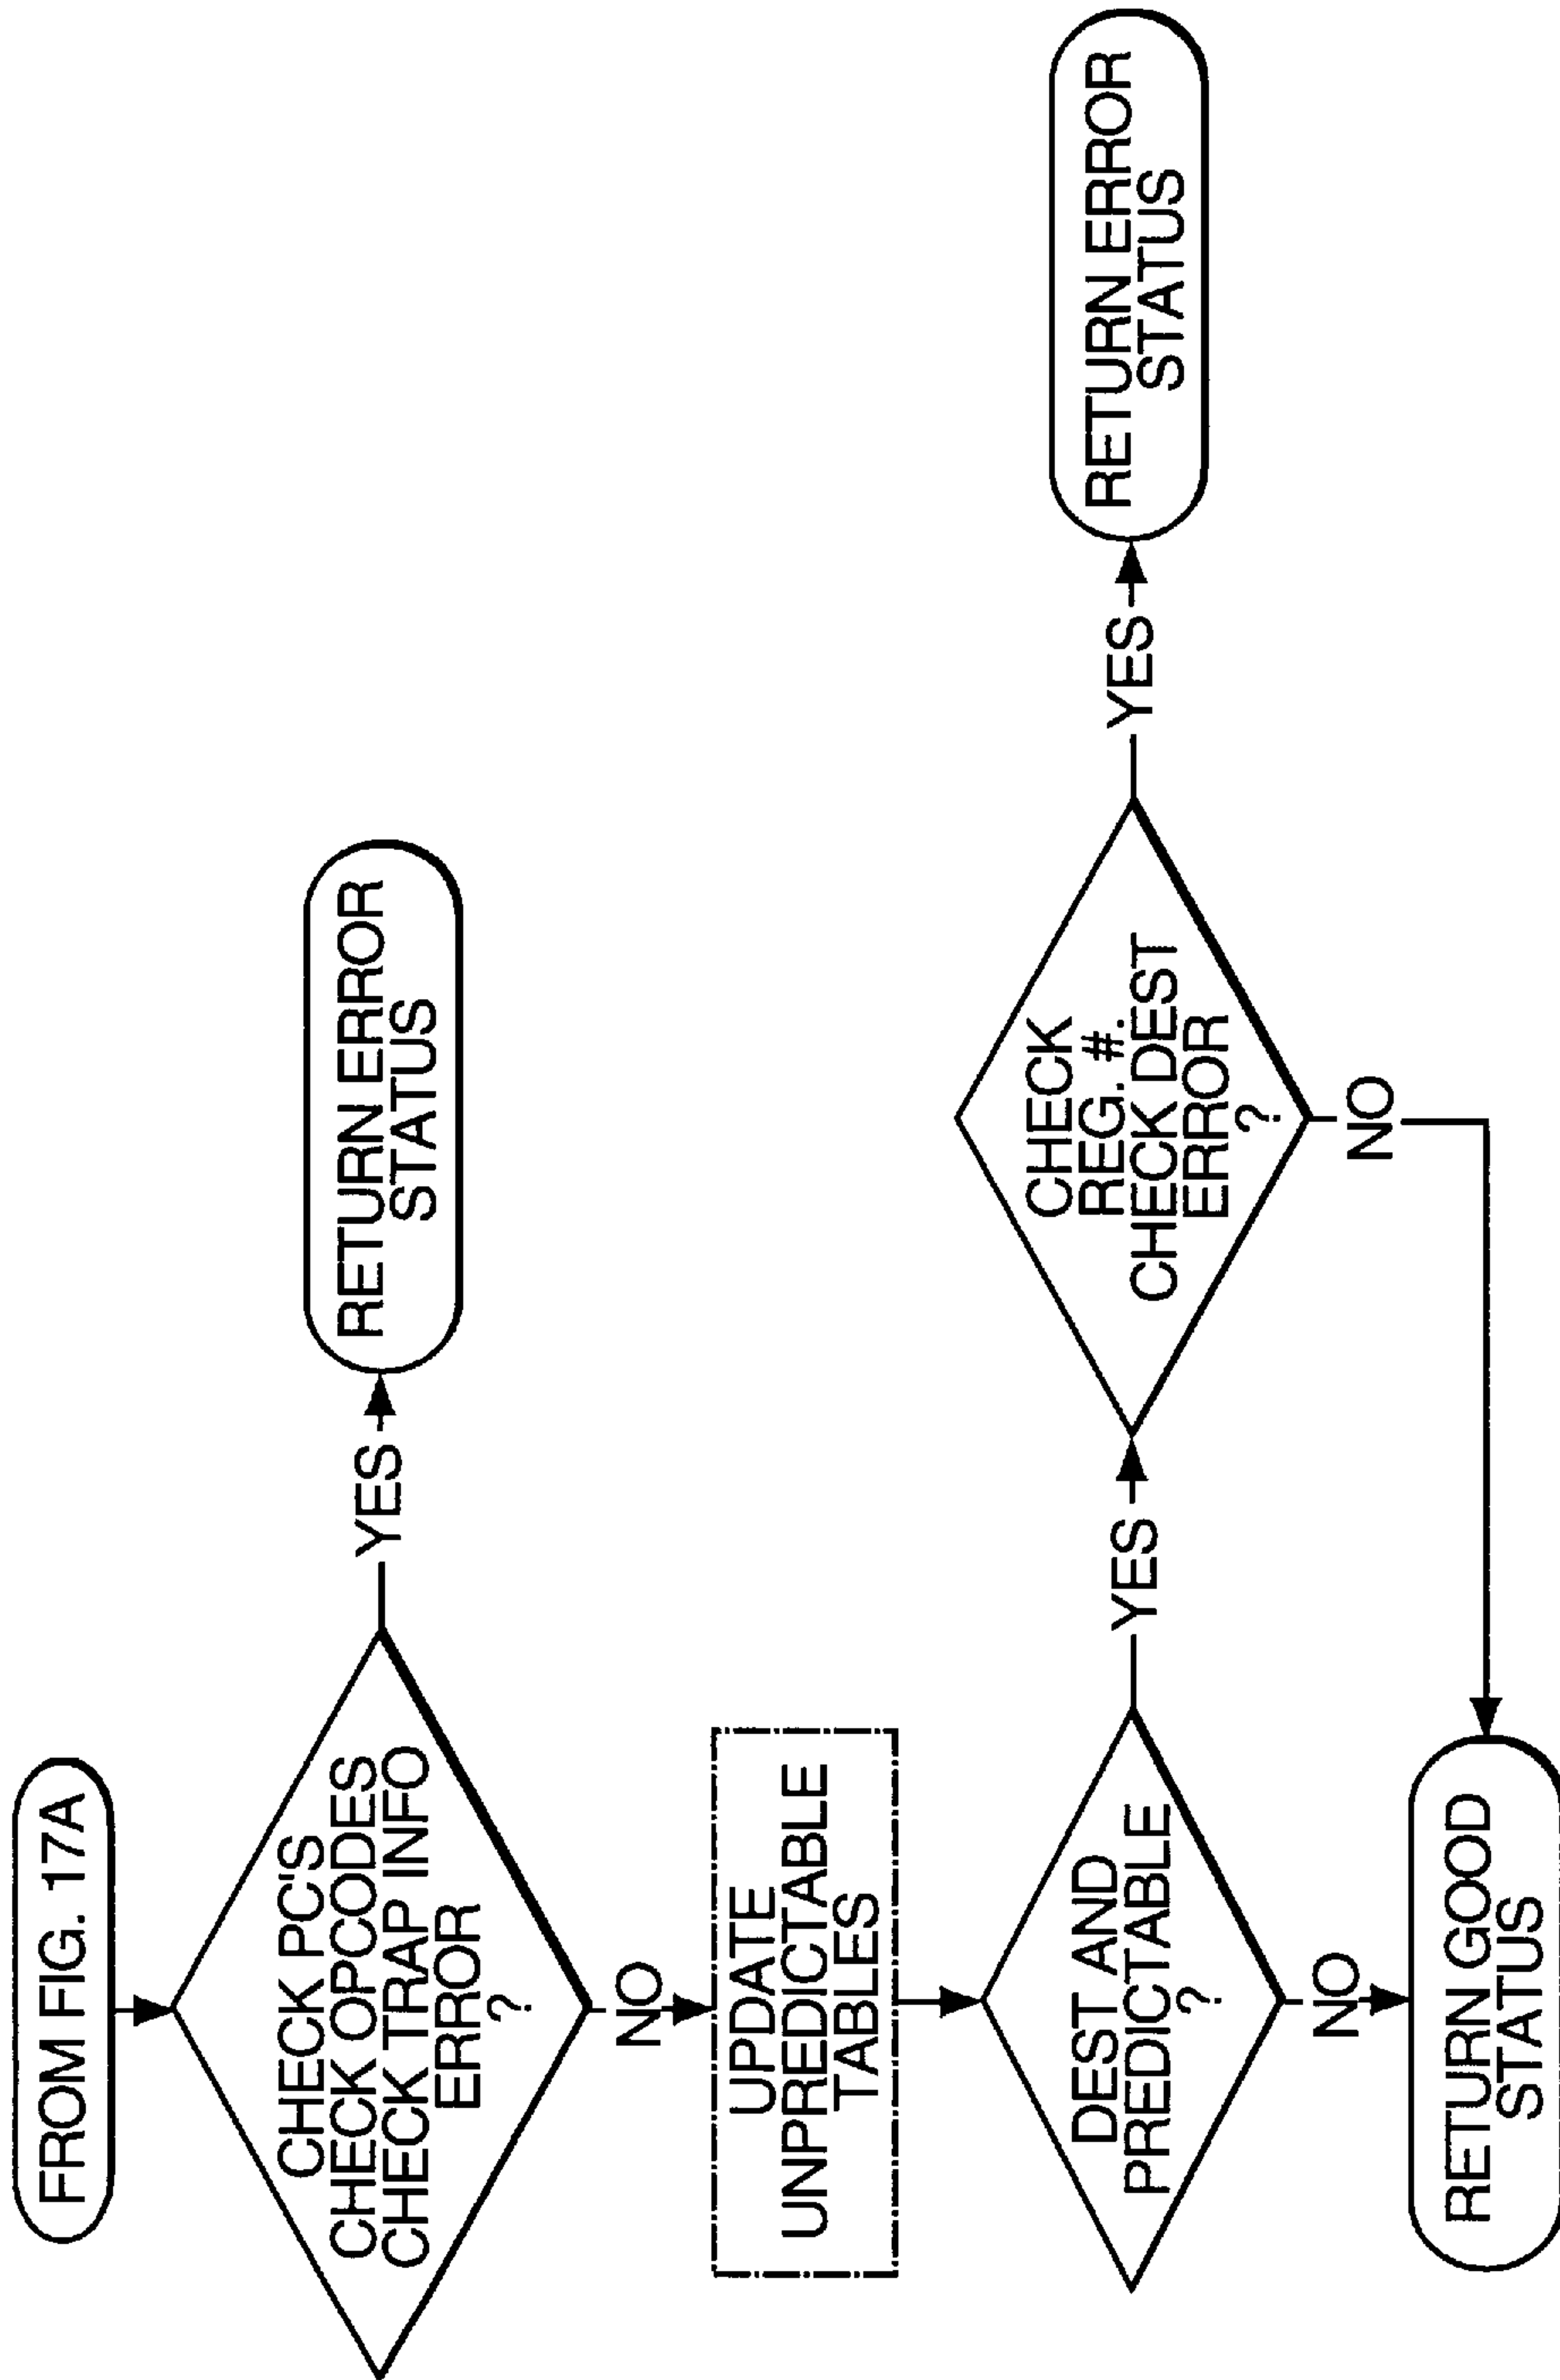 FROM FIG. 17A
CHECK PC'S
CHECK OPCODES
CHECK TRAP INFO
ERROR
?
YES
RETURN ERROR
STATUS
NO
UPDATE
UNPREDICTABLE
TABLES
DEST AND
PREDICTABLE
?
YES
CHECK
REG. #.
CHECK DEST
ERROR
?
YES
RETURN ERROR
STATUS
NO
NO
RETURN GOOD
STATUS